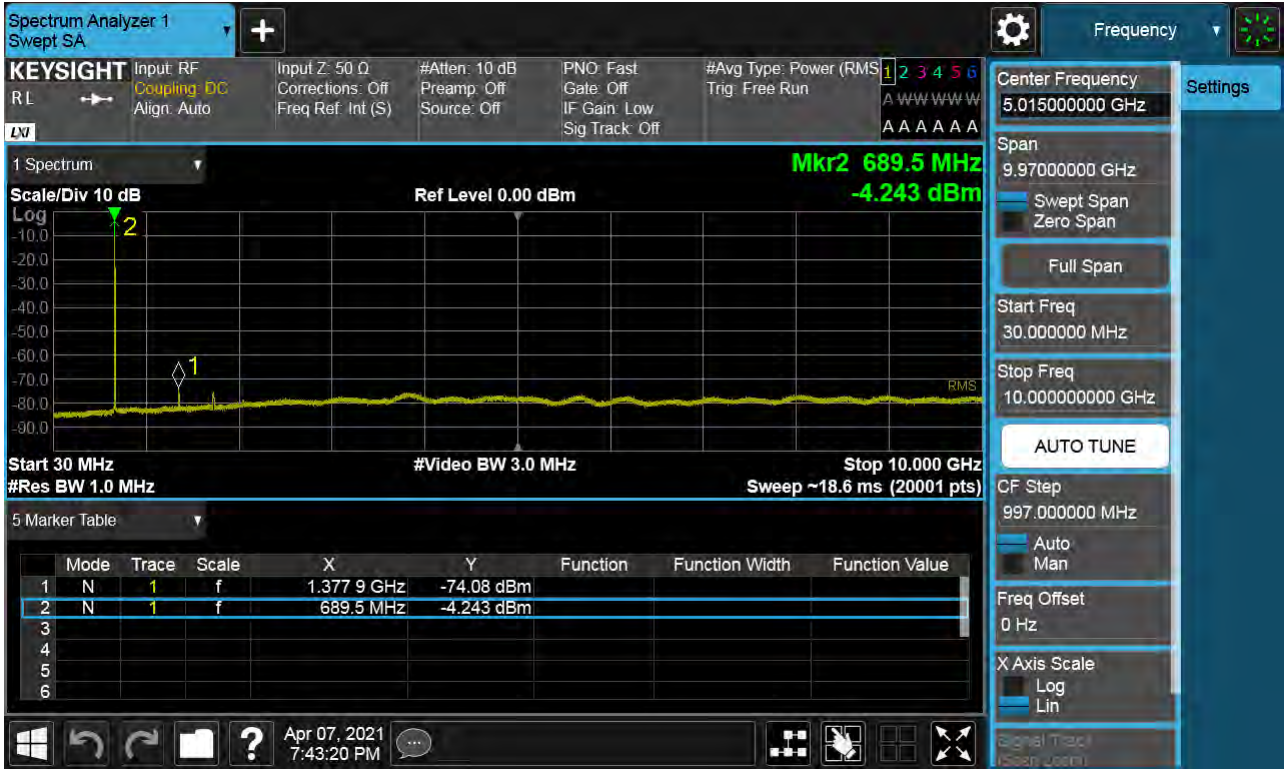 Spectrum Analyzer 1
Swept SA
+
Frequency
KEYSIGHT
RL
LXI
Input: RF
Coupling: DC
Align: Auto
Input Z: 50 Ω
Corrections: Off
Freq Ref: Int (S)
#Atten: 10 dB
Preamp: Off
Source: Off
PNO: Fast
Gate: Off
IF Gain: Low
Sig Track: Off
#Avg Type: Power (RMS
Trig: Free Run
1 2 3 4 5 6
A W W W W W
A A A A A A
1 Spectrum
Mkr2 689.5 MHz
Scale/Div 10 dB
Ref Level 0.00 dBm
-4.243 dBm
Log
2
-10.0
-20.0
-30.0
-40.0
-50.0
-60.0
1
-70.0
RMS
-80.0
-90.0
Start 30 MHz
#Video BW 3.0 MHz
Stop 10.000 GHz
#Res BW 1.0 MHz
Sweep ~18.6 ms (20001 pts)
5 Marker Table
Mode Trace Scale X Y Function Function Width Function Value
1 N 1 f 1.377 9 GHz -74.08 dBm
2 N 1 f 689.5 MHz -4.243 dBm
3
4
5
6
?
Apr 07, 2021
7:43:20 PM
Center Frequency
5.015000000 GHz
Settings
Span
9.97000000 GHz
Swept Span
Zero Span
Full Span
Start Freq
30.000000 MHz
Stop Freq
10.000000000 GHz
AUTO TUNE
CF Step
997.000000 MHz
Auto
Man
Freq Offset
0 Hz
X Axis Scale
Log
Lin
Signal Track
(Span Zoom)